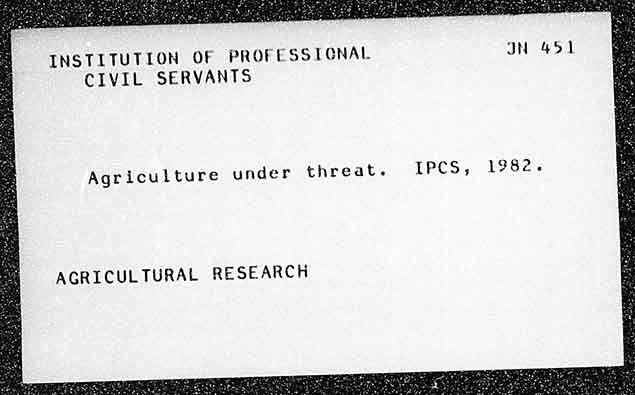 INSTITUTION OF PROFESSIONAL JN 451
CIVIL SERVANTS
Agriculture under threat. IPCS, 1982.
AGRICULTURAL RESEARCH